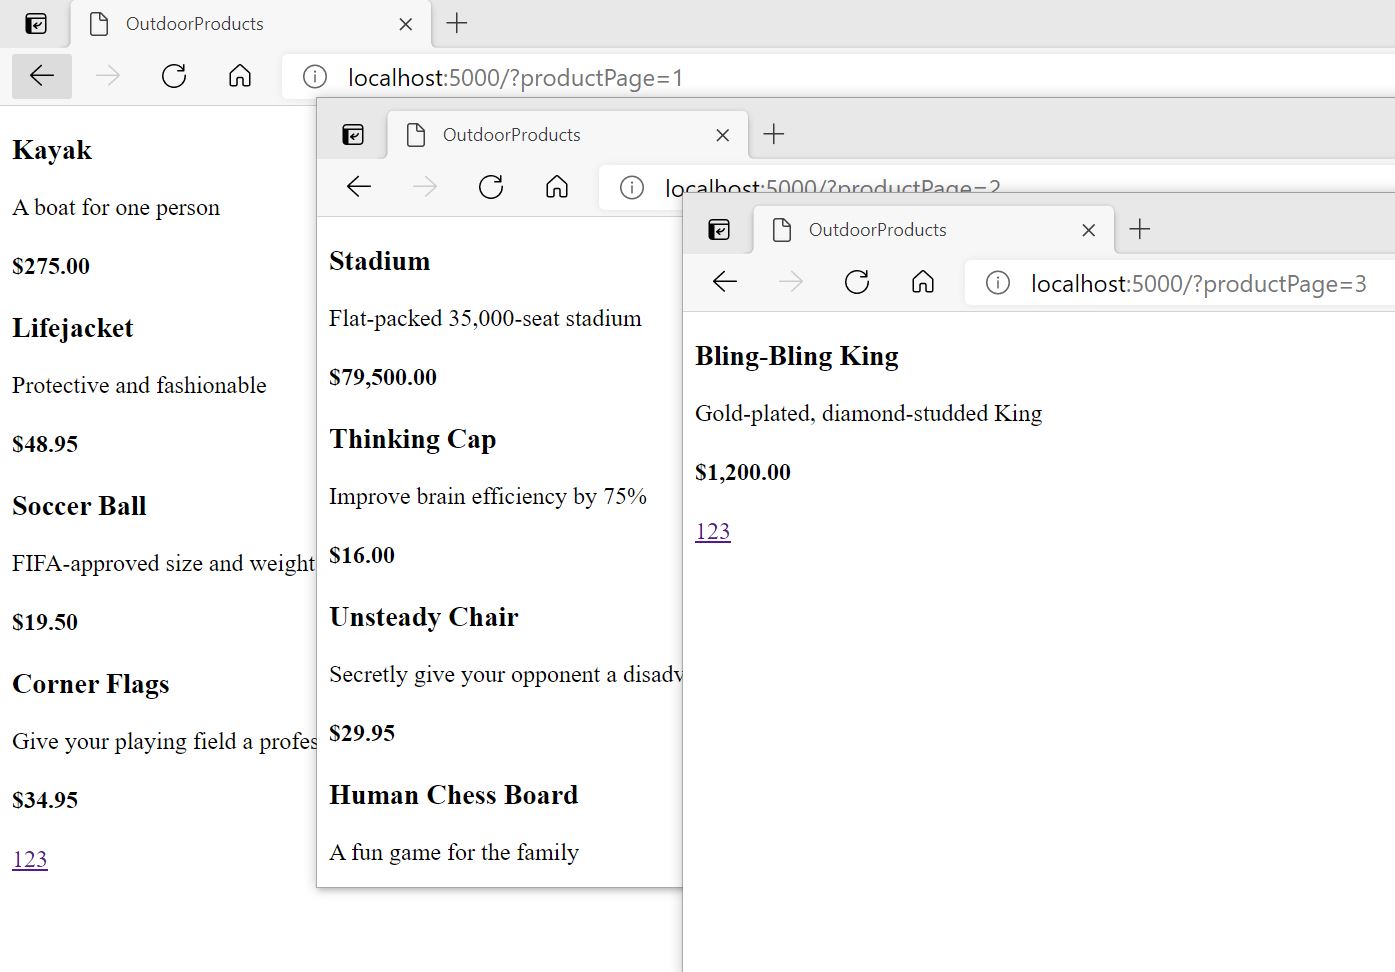 OutdoorProducts
localhost:5000/?productPage=1
Kayak
A boat for one person
$275.00
Lifejacket
Protective and fashionable
$48.95
Soccer Ball
FIFA-approved size and weight
$19.50
Corner Flags
Give your playing field a profes
$34.95
123
OutdoorProducts
localhost:5000/?productPage=2
Stadium
Flat-packed 35,000-seat stadium
$79,500.00
Thinking Cap
Improve brain efficiency by 75%
$16.00
Unsteady Chair
Secretly give your opponent a disadv
$29.95
Human Chess Board
A fun game for the family
OutdoorProducts
localhost:5000/?productPage=3
Bling-Bling King
Gold-plated, diamond-studded King
$1,200.00
123